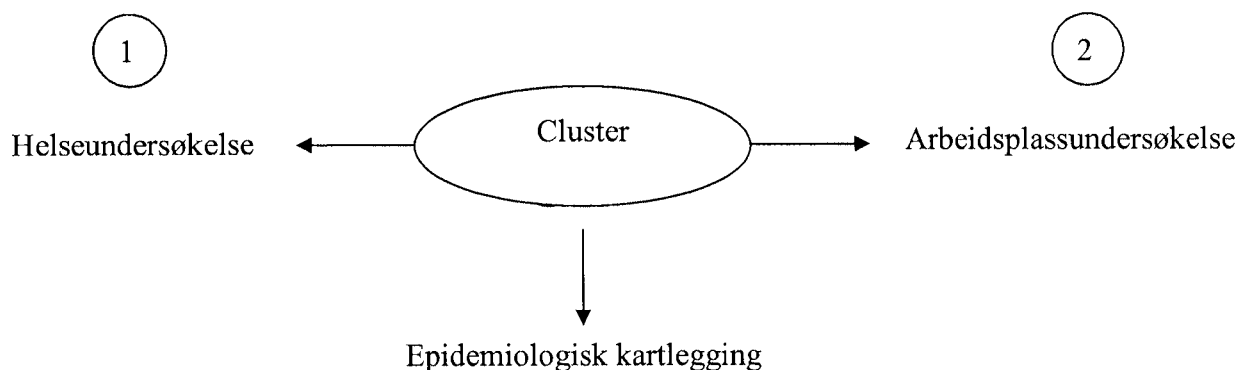 1
2
Helseundersøkelse
Cluster
Arbeidsplassundersøkelse
Epidemiologisk kartlegging